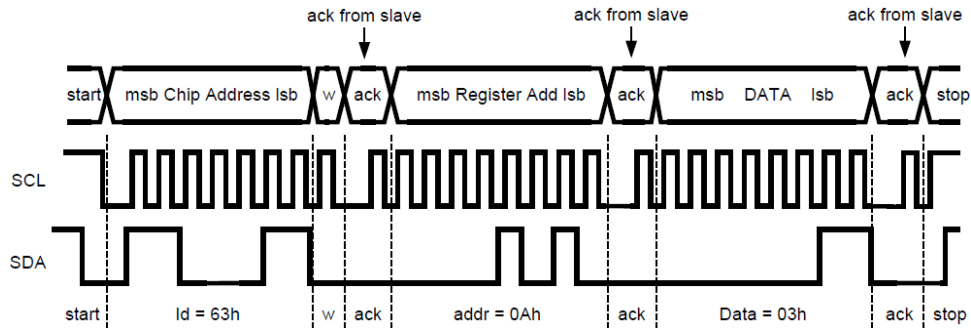 ack from slave ack from slave ack from slave
start msb Chip Address lsb w ack msb Register Add lsb ack msb DATA lsb ack stop
SCL
SDA
start Id = 63h w ack addr = 0Ah ack Data = 03h ack stop